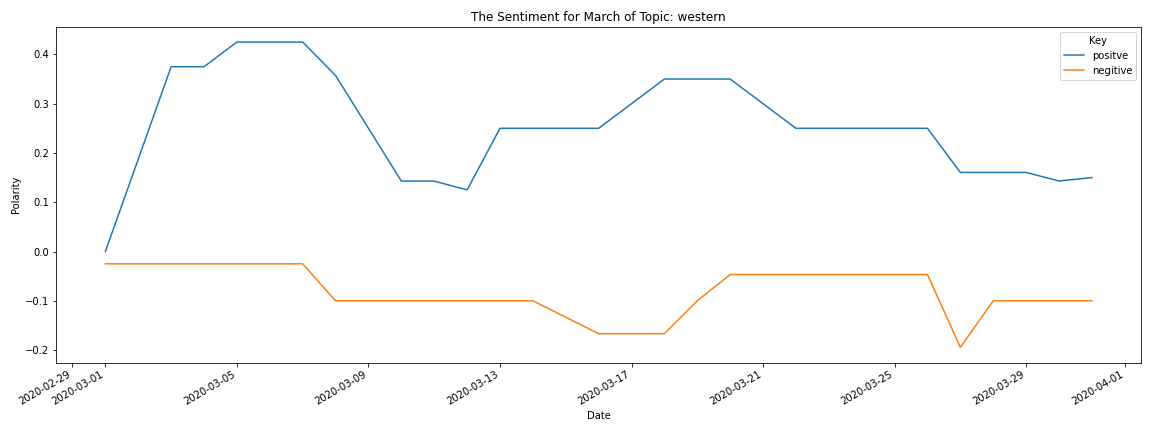 The Sentiment for March of Topic: western
Key
positve
negitive
Polarity
0.4
0.3
0.2
0.1
0.0
−0.1
−0.2
2020-02-29
2020-03-01
2020-03-05
2020-03-09
2020-03-13
2020-03-17
2020-03-21
2020-03-25
2020-03-29
2020-04-01
Date